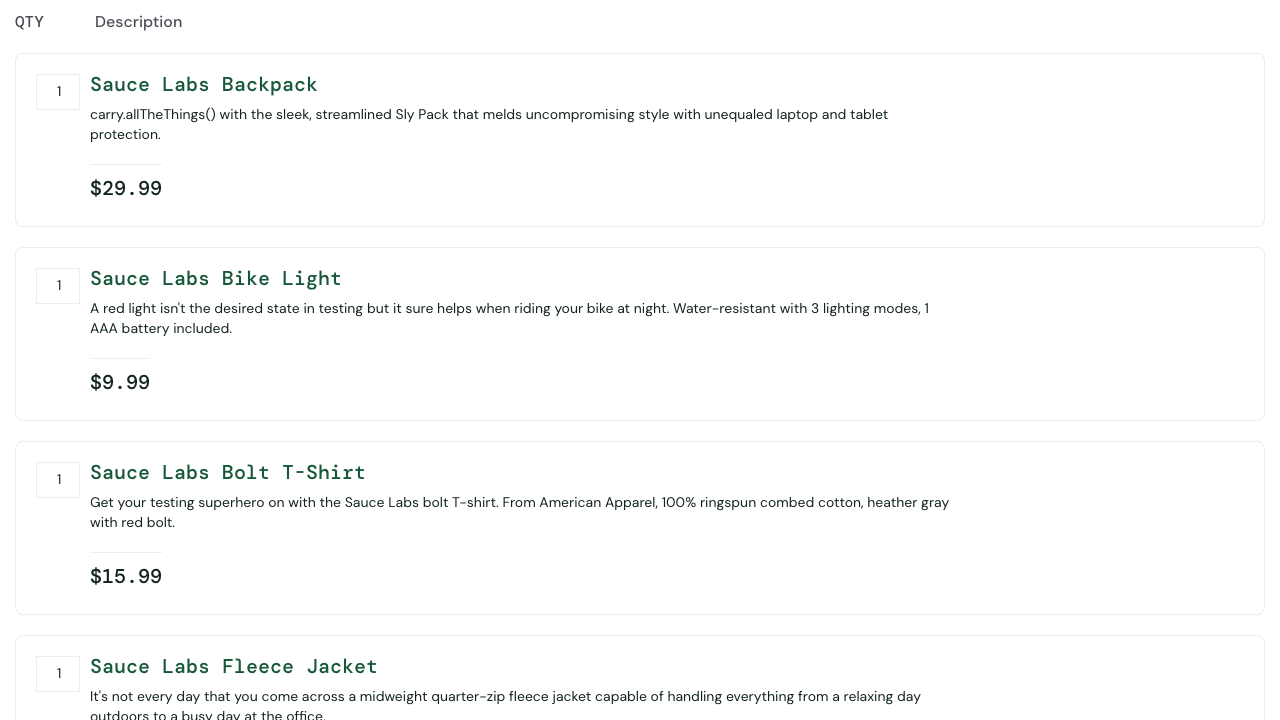 QTY Description
1 Sauce Labs Backpack
carry.allTheThings() with the sleek, streamlined Sly Pack that melds uncompromising style with unequaled laptop and tablet
protection.
$29.99
1 Sauce Labs Bike Light
A red light isn't the desired state in testing but it sure helps when riding your bike at night. Water-resistant with 3 lighting modes, 1
AAA battery included.
$9.99
1 Sauce Labs Bolt T-Shirt
Get your testing superhero on with the Sauce Labs bolt T-shirt. From American Apparel, 100% ringspun combed cotton, heather gray
with red bolt.
$15.99
1 Sauce Labs Fleece Jacket
It's not every day that you come across a midweight quarter-zip fleece jacket capable of handling everything from a relaxing day
outdoors to a busy day at the office.